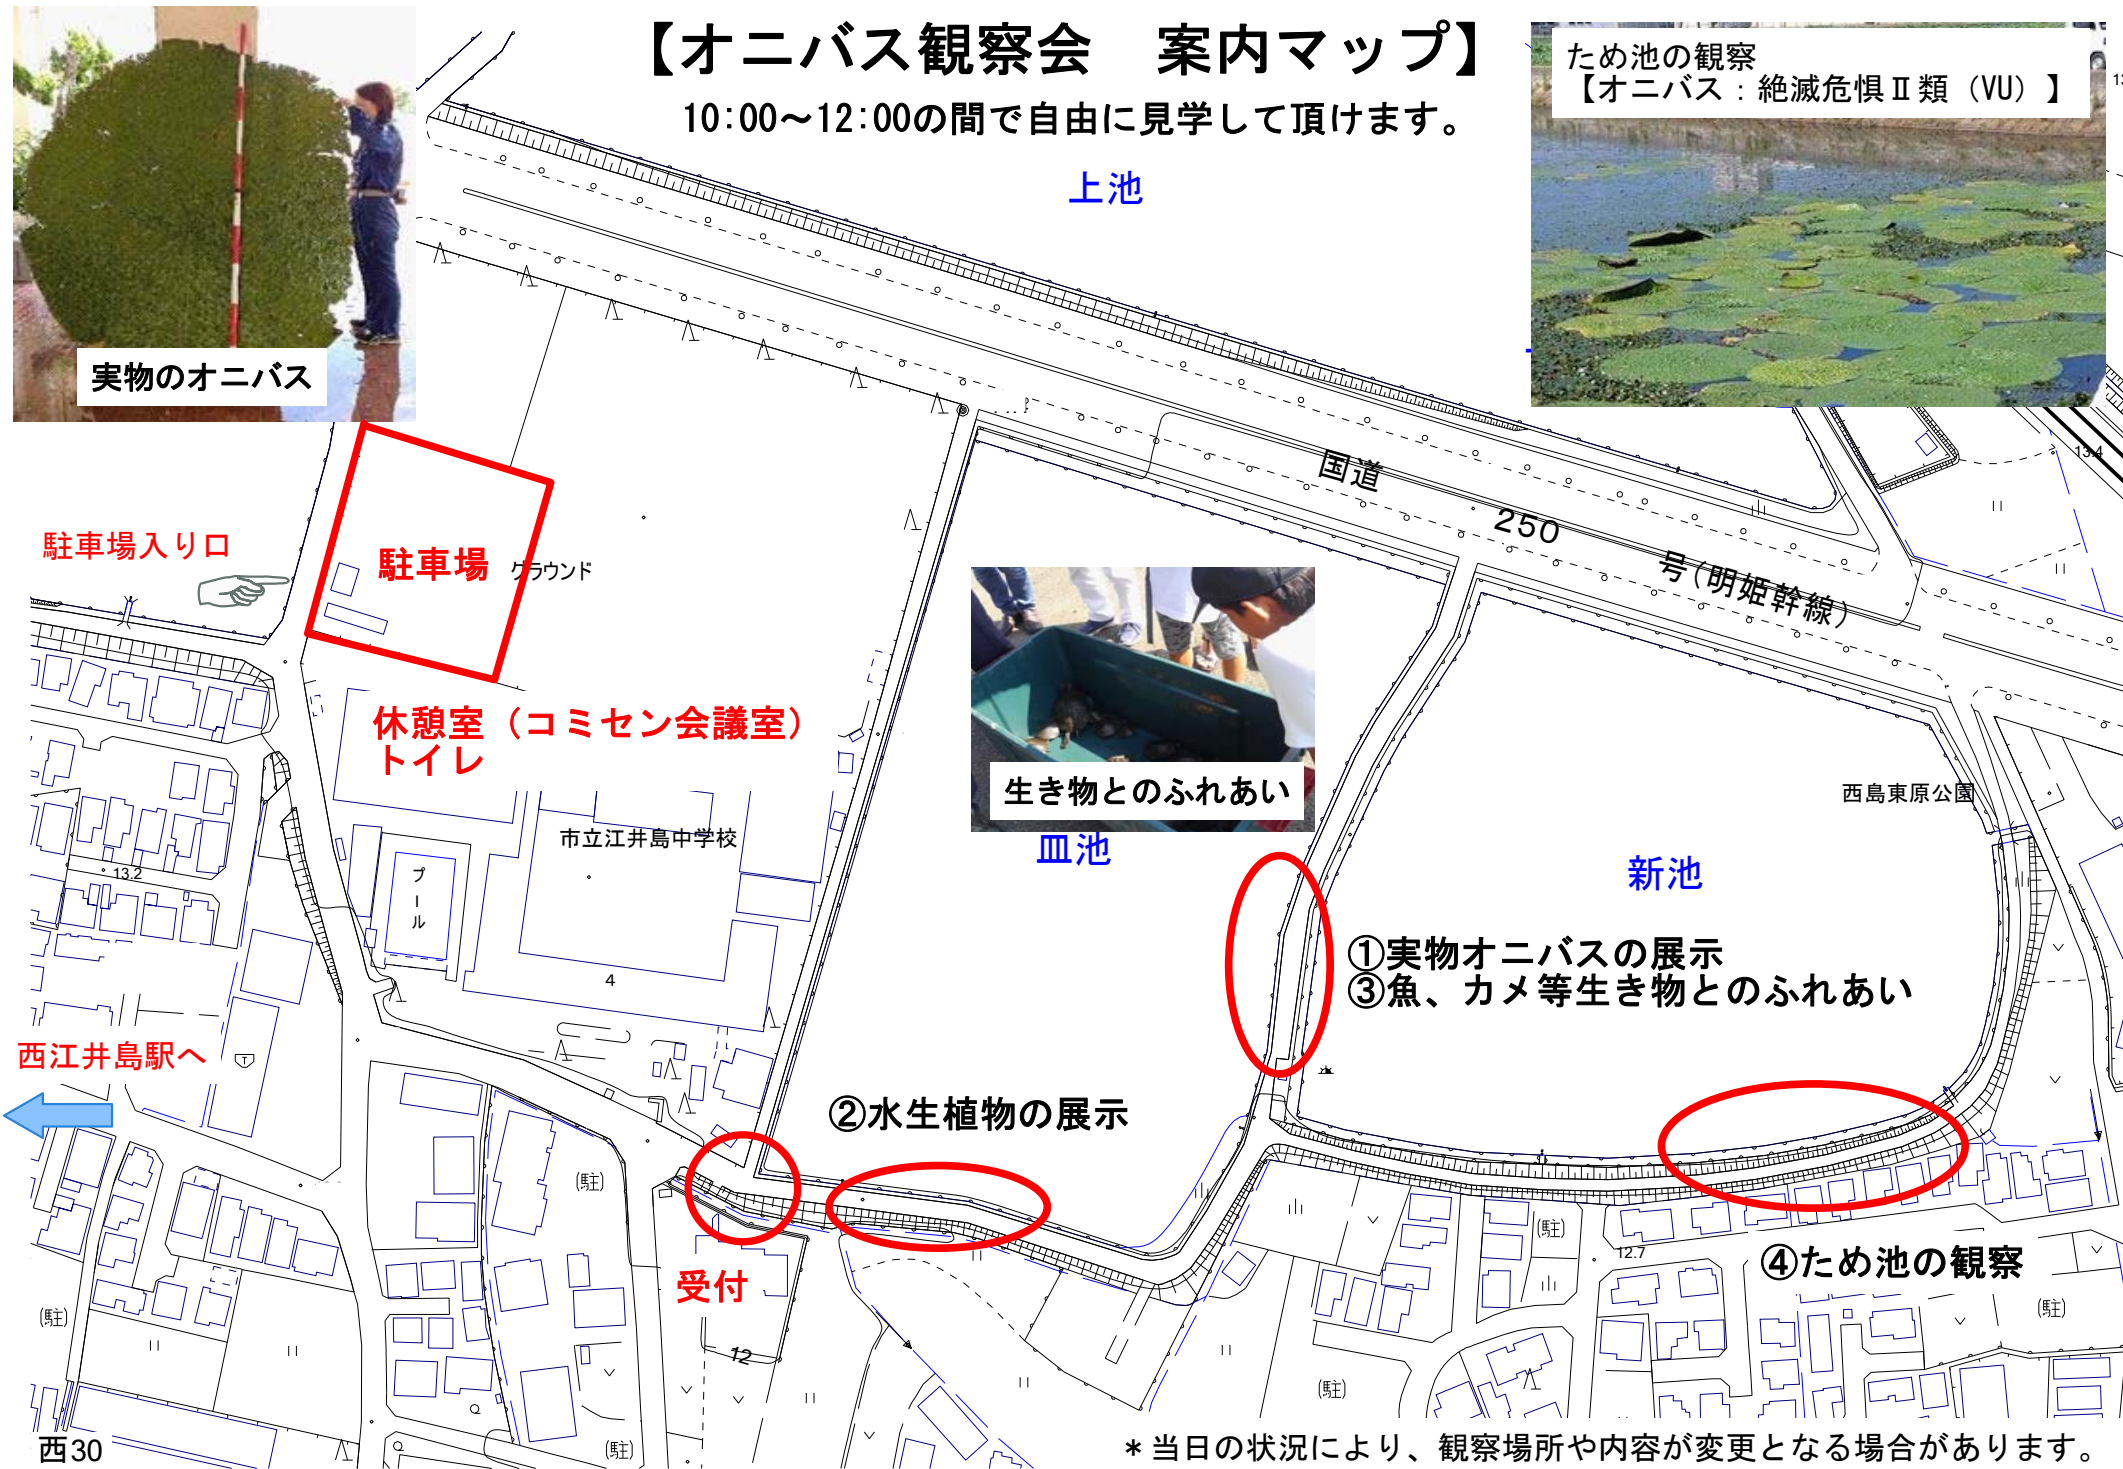 【オニバス観察会　案内マップ】
10:00～12:00の間で自由に見学して頂けます。
ため池の観察
【オニバス：絶滅危惧Ⅱ類（VU）】
実物のオニバス
上池
国道
250
号(明姫幹線)
13.4
駐車場入り口
駐車場
グラウンド
休憩室（コミセン会議室）
トイレ
生き物とのふれあい
皿池
西島東原公園
新池
市立江井島中学校
プール
13.2
4
①実物オニバスの展示
③魚、カメ等生き物とのふれあい
西江井島駅へ
②水生植物の展示
(駐)
(駐)
受付
12.7
④ため池の観察
(駐)
(駐)
12
(駐)
(駐)
西30
＊当日の状況により、観察場所や内容が変更となる場合があります。